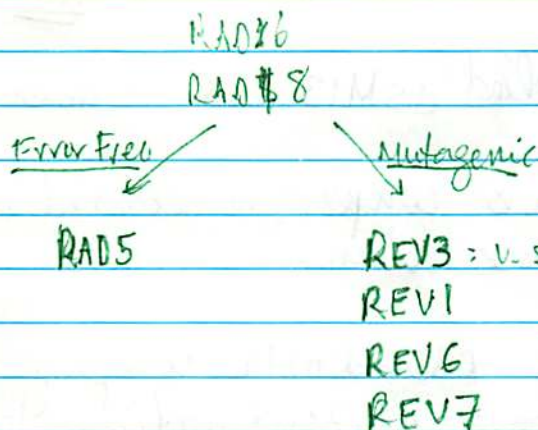 RAD6
RAD18
Error Free Mutagenic
RAD5 REV3 :
REV1
REV6
REV7